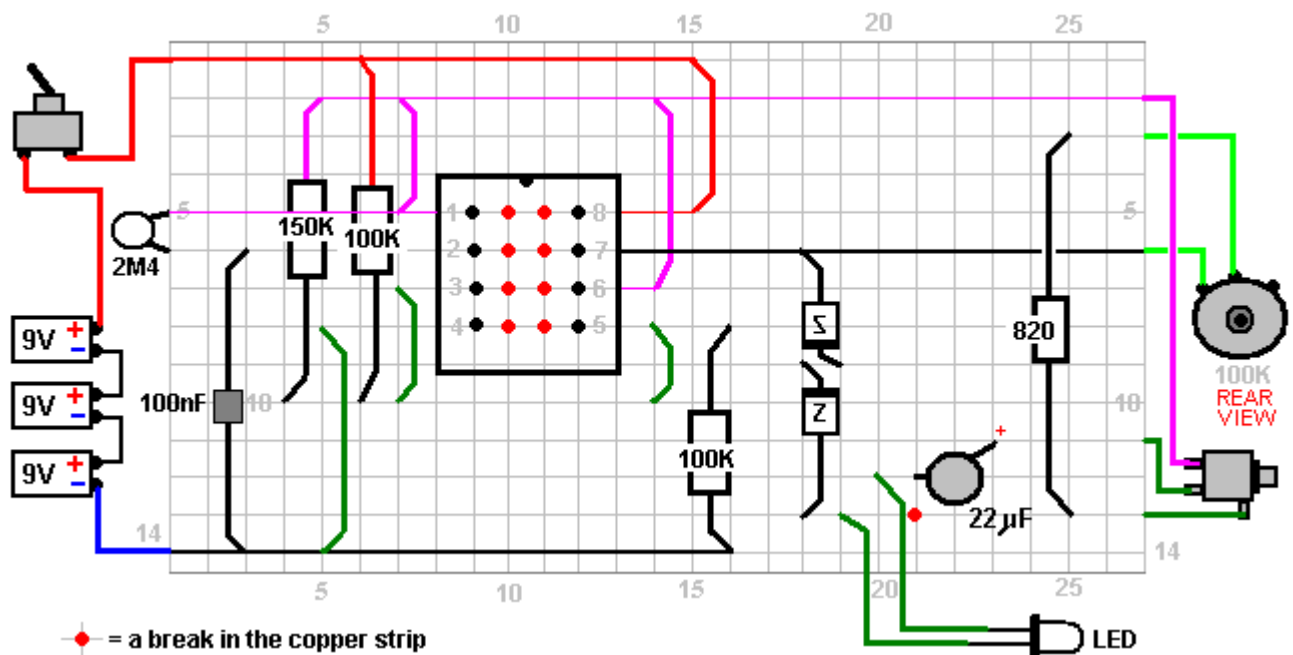 5 10 15 20 25
5 150K 100K 1 8 5
2 7
2M4
3 6
9V + − Z 4 5 820
100K
9V + − 100nF 10 Z 10 REAR
VIEW
+
9V + − 100K
22 µF
14 14
5 10 15 20 25
= a break in the copper strip LED